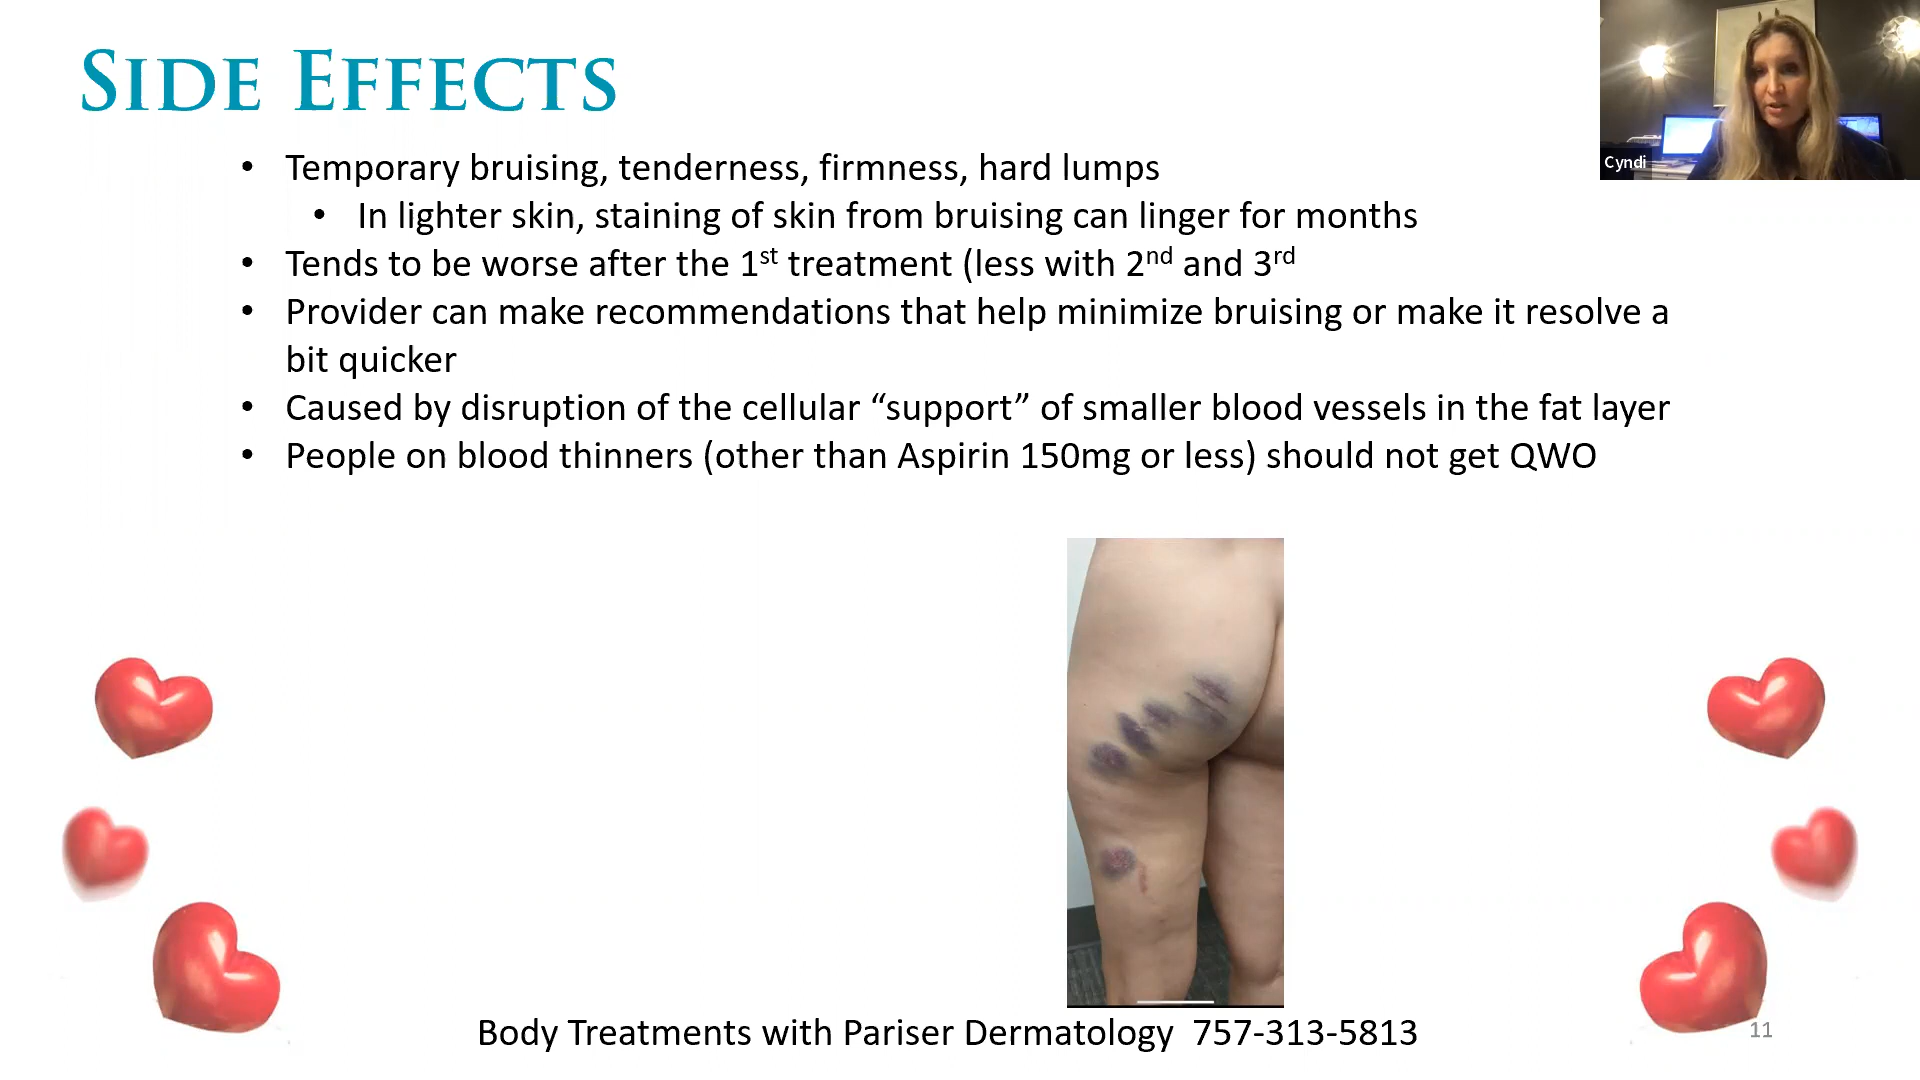 SIDE EFFECTS
Cyndi
• Temporary bruising, tenderness, firmness, hard lumps
• In lighter skin, staining of skin from bruising can linger for months
• Tends to be worse after the 1st treatment (less with 2nd and 3rd
• Provider can make recommendations that help minimize bruising or make it resolve a
bit quicker
• Caused by disruption of the cellular “support” of smaller blood vessels in the fat layer
• People on blood thinners (other than Aspirin 150mg or less) should not get QWO
Body Treatments with Pariser Dermatology 757-313-5813
11